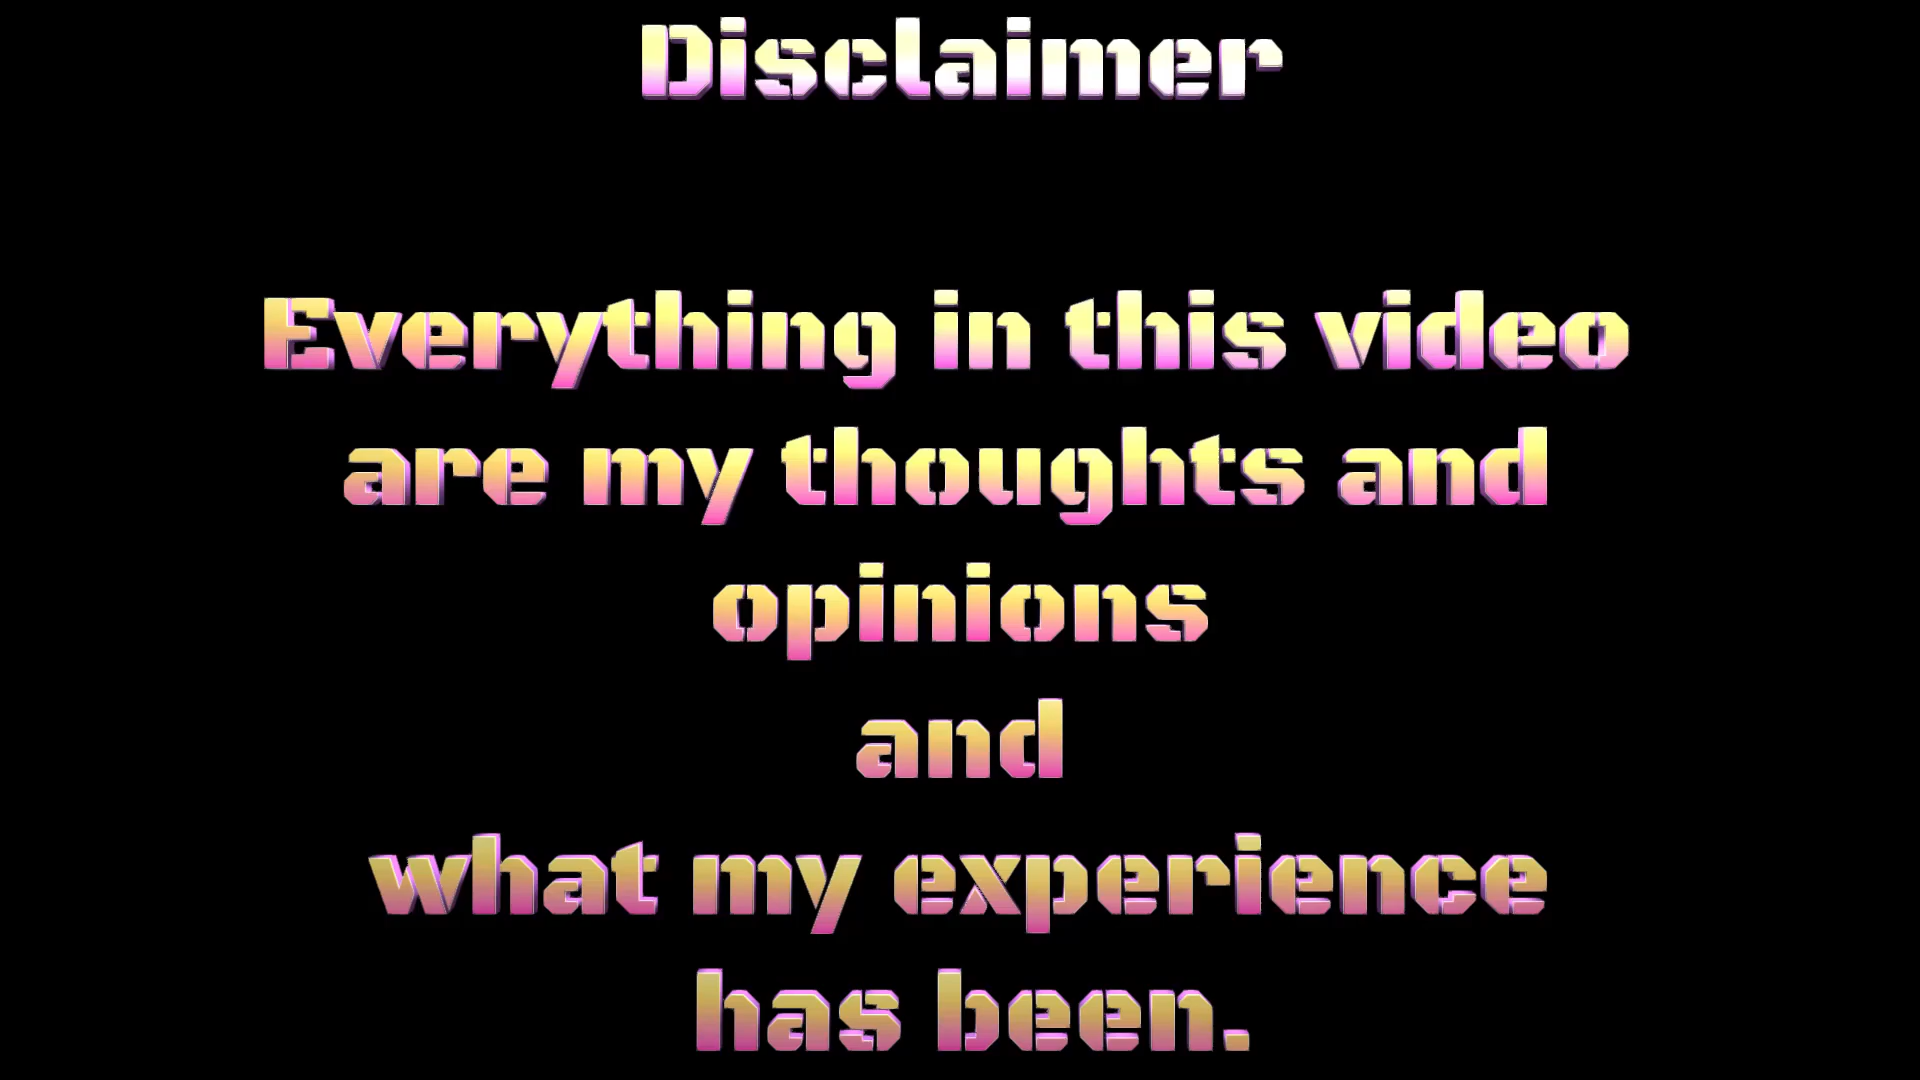 Disclaimer
Everything in this video
are my thoughts and
opinions
and
what my experience
has been.